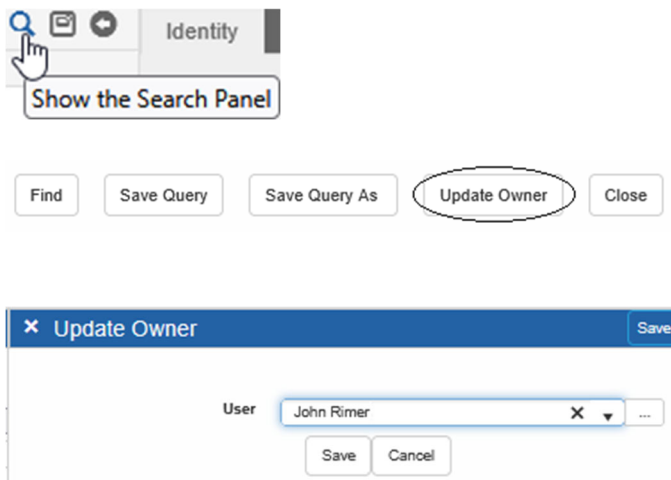 Identity
Show the Search Panel
Find Save Query Save Query As Update Owner Close
× Update Owner Save
User John Rimer × ▼ ...
Save Cancel